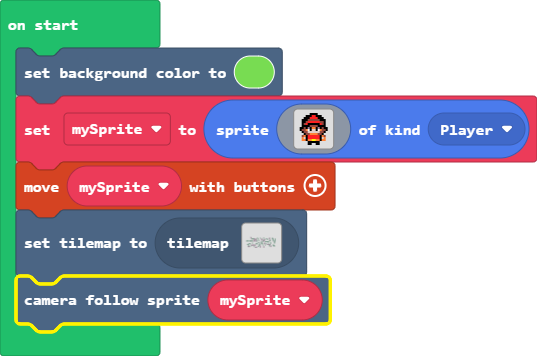 on start
set background color to
set mySprite to sprite of kind Player
move mySprite with buttons
set tilemap to tilemap
camera follow sprite mySprite